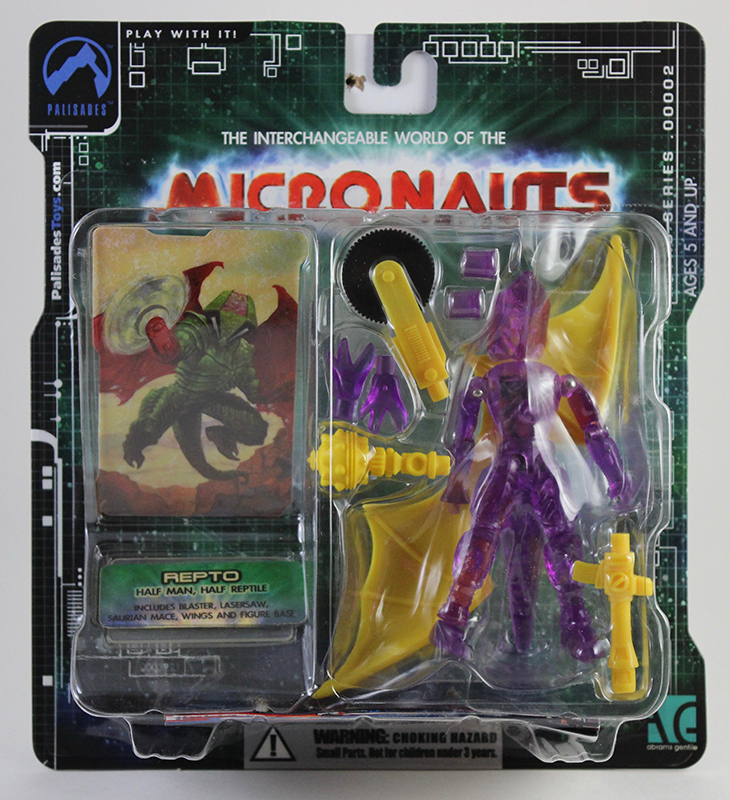 PLAY WITH IT!
PALISADES™
PalisadesToys.com
THE INTERCHANGEABLE WORLD OF THE
MICRONAUTS
SERIES .00002
AGES 5 AND UP
REPTO
HALF MAN, HALF REPTILE
INCLUDES BLASTER, LASERSAW,
SAURIAN MACE, WINGS AND FIGURE BASE
WARNING: CHOKING HAZARD
Small Parts. Not for children under 3 years.
AG
abrams gentile